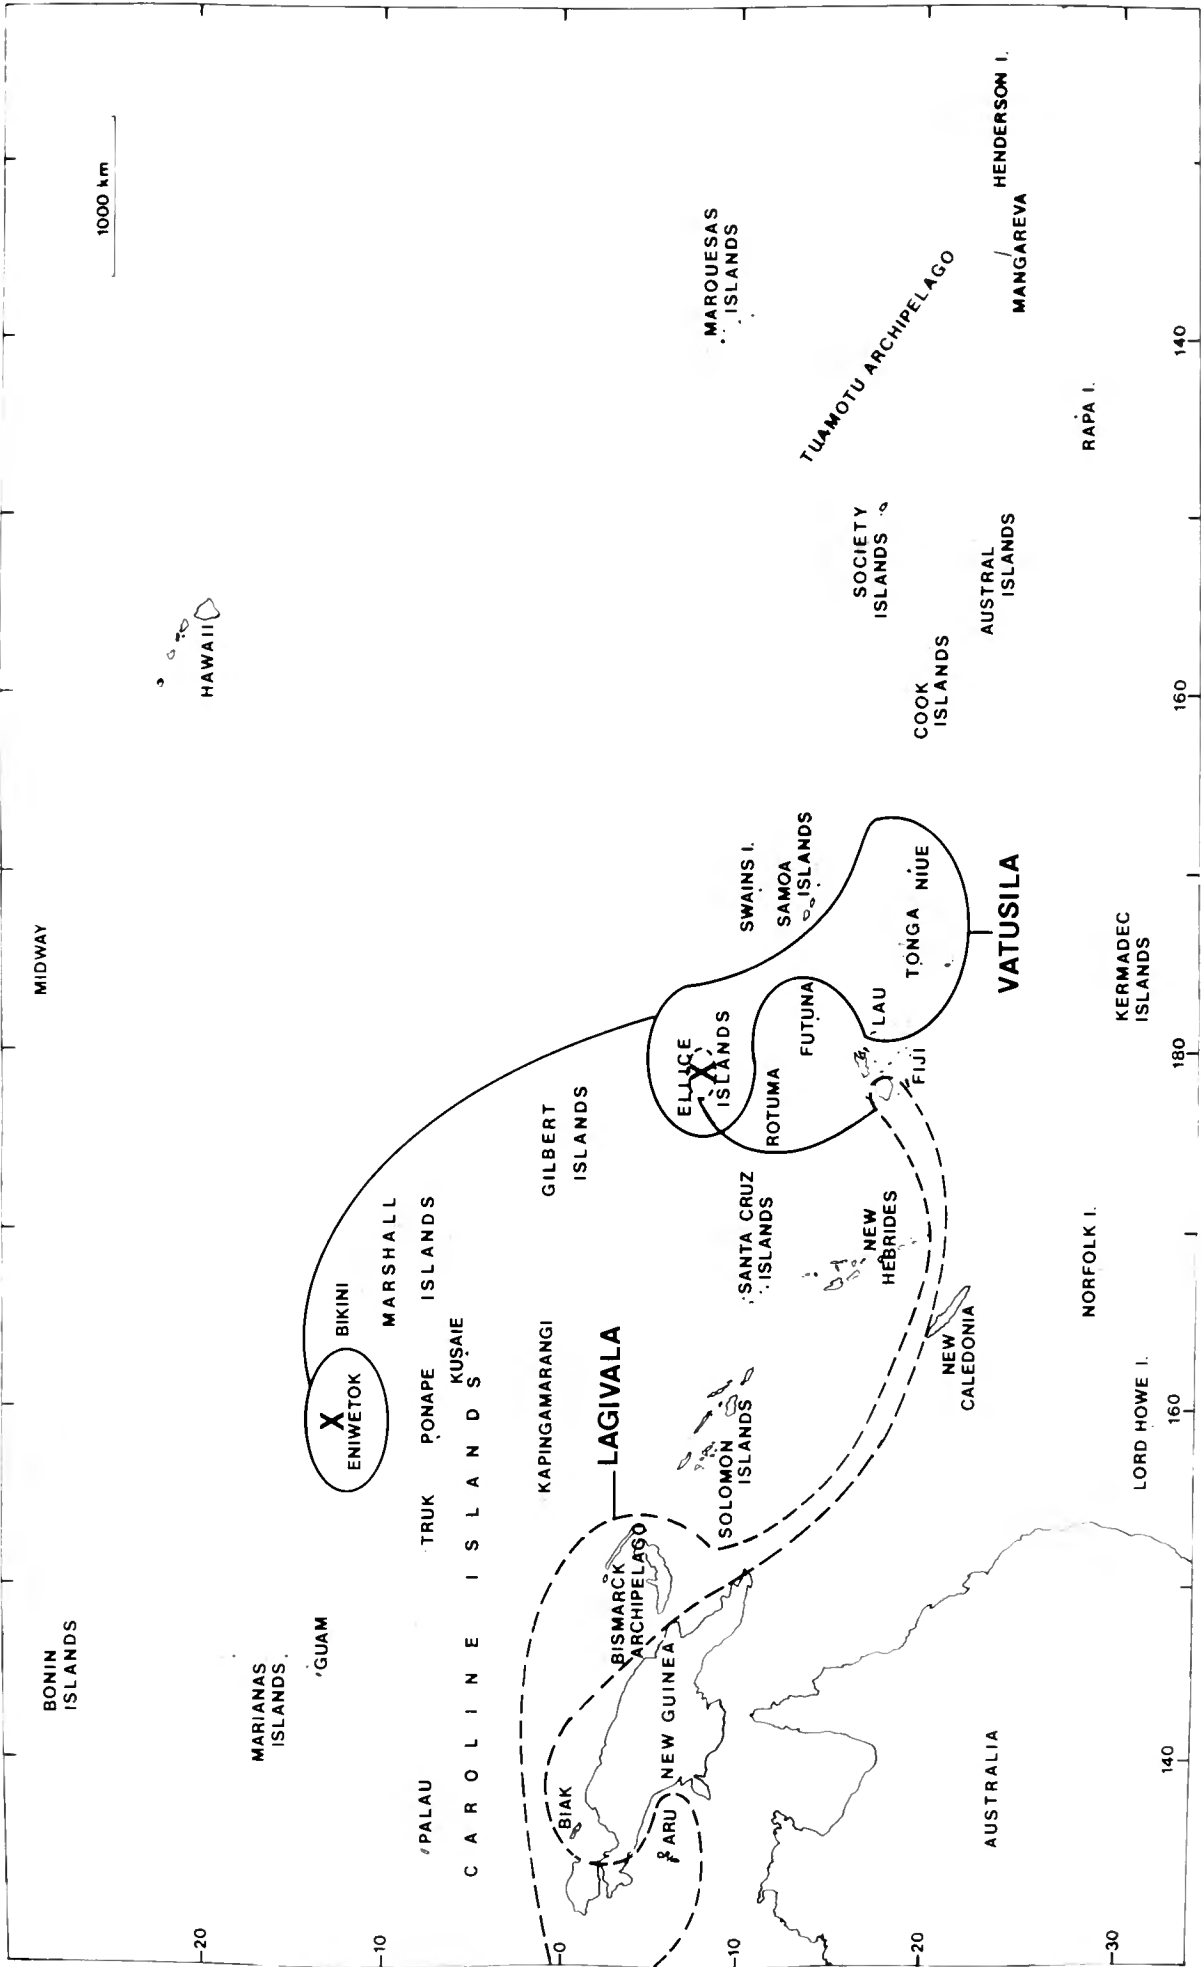 MIDWAY
BONIN
ISLANDS
1000 km
HAWAII
MARIANAS
ISLANDS
GUAM
ENIWETOK
X
BIKINI
MARSHALL
ISLANDS
PALAU
TRUK
PONAPE
KUSAIE
CAROLINE ISLANDS
KAPINGAMARANGI
GILBERT
ISLANDS
LAGIVALA
BIAK
BISMARCK
ARCHIPELAGO
NEW GUINEA
ARU
SOLOMON
ISLANDS
SANTA CRUZ
ISLANDS
ELLICE
X
ISLANDS
ROTUMA
FUTUNA
SWAINS I.
SAMOA
ISLANDS
MARQUESAS
ISLANDS
NEW
HEBRIDES
FIJI
LAU
TONGA
NIUE
VATUSILA
COOK
ISLANDS
SOCIETY
ISLANDS
TUAMOTU ARCHIPELAGO
AUSTRAL
ISLANDS
MANGAREVA
HENDERSON I.
RAPA I.
NEW
CALEDONIA
AUSTRALIA
LORD HOWE I.
NORFOLK I.
KERMADEC
ISLANDS
20
10
0
10
20
30
140
160
180
160
140